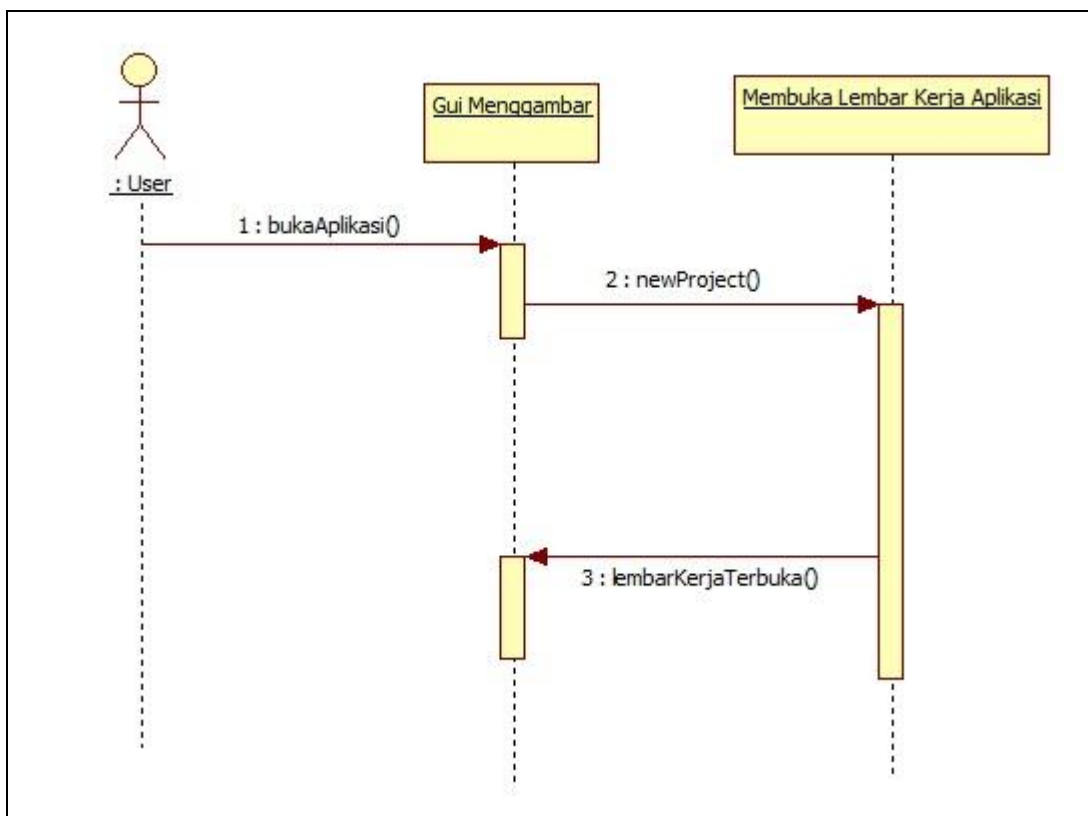 Gui Menggambar
Membuka Lembar Kerja Aplikasi
: User
1 : bukaAplikasi()
2 : newProject()
3 : lembarKerjaTerbuka()